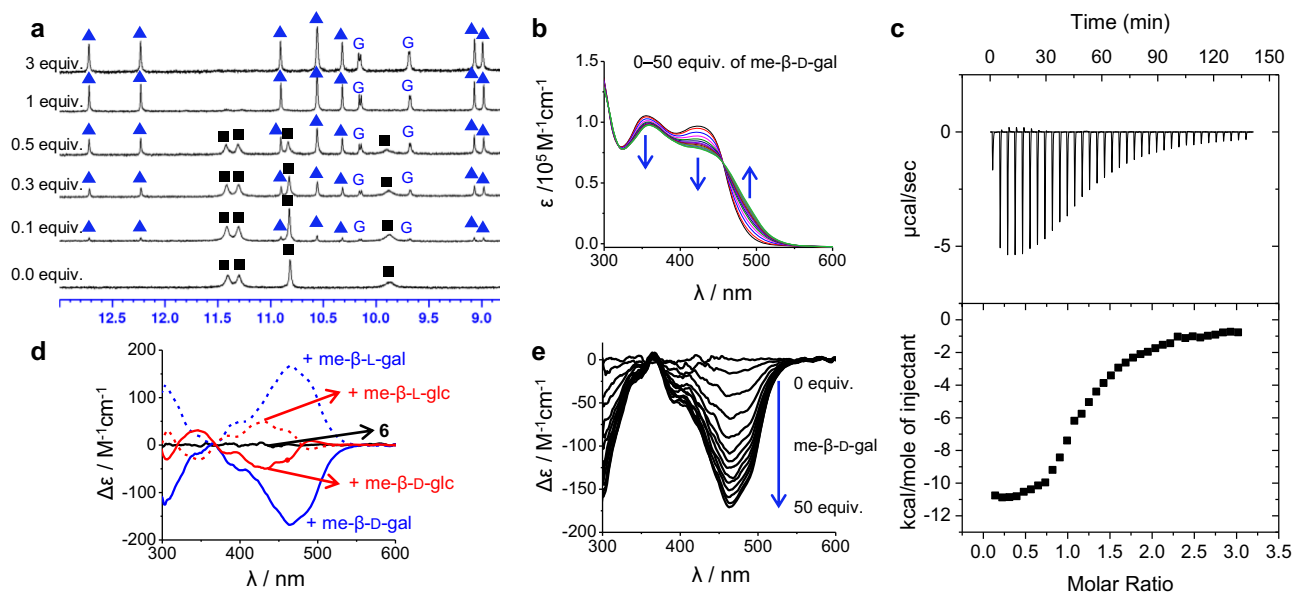 a
3 equiv.
1 equiv.
0.5 equiv.
0.3 equiv.
0.1 equiv.
0.0 equiv.
G G
G G
G G
G G
G
12.5 12.0 11.5 11.0 10.5 10.0 9.5 9.0
b
0–50 equiv. of me-β-D-gal
ε /10⁵ M⁻¹cm⁻¹
1.5
1.0
0.5
0.0
300 400 500 600
λ / nm
c
Time (min)
0 30 60 90 120 150
µcal/sec
0
-5
kcal/mole of injectant
0
-2
-4
-6
-8
-10
-12
0.0 0.5 1.0 1.5 2.0 2.5 3.0 3.5
Molar Ratio
d
Δε / M⁻¹cm⁻¹
200
100
0
-100
-200
+ me-β-L-gal
+ me-β-L-glc
6
+ me-β-D-glc
+ me-β-D-gal
300 400 500 600
λ / nm
e
Δε / M⁻¹cm⁻¹
50
0
-50
-100
-150
-200
0 equiv.
me-β-D-gal
50 equiv.
300 400 500 600
λ / nm